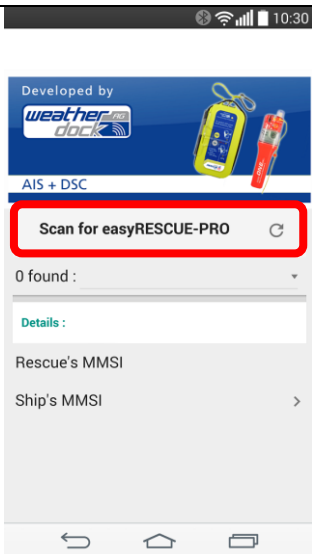 10:30
Developed by
weather AG
dock
AIS + DSC
Scan for easyRESCUE-PRO
0 found :
Details :
Rescue's MMSI
Ship's MMSI